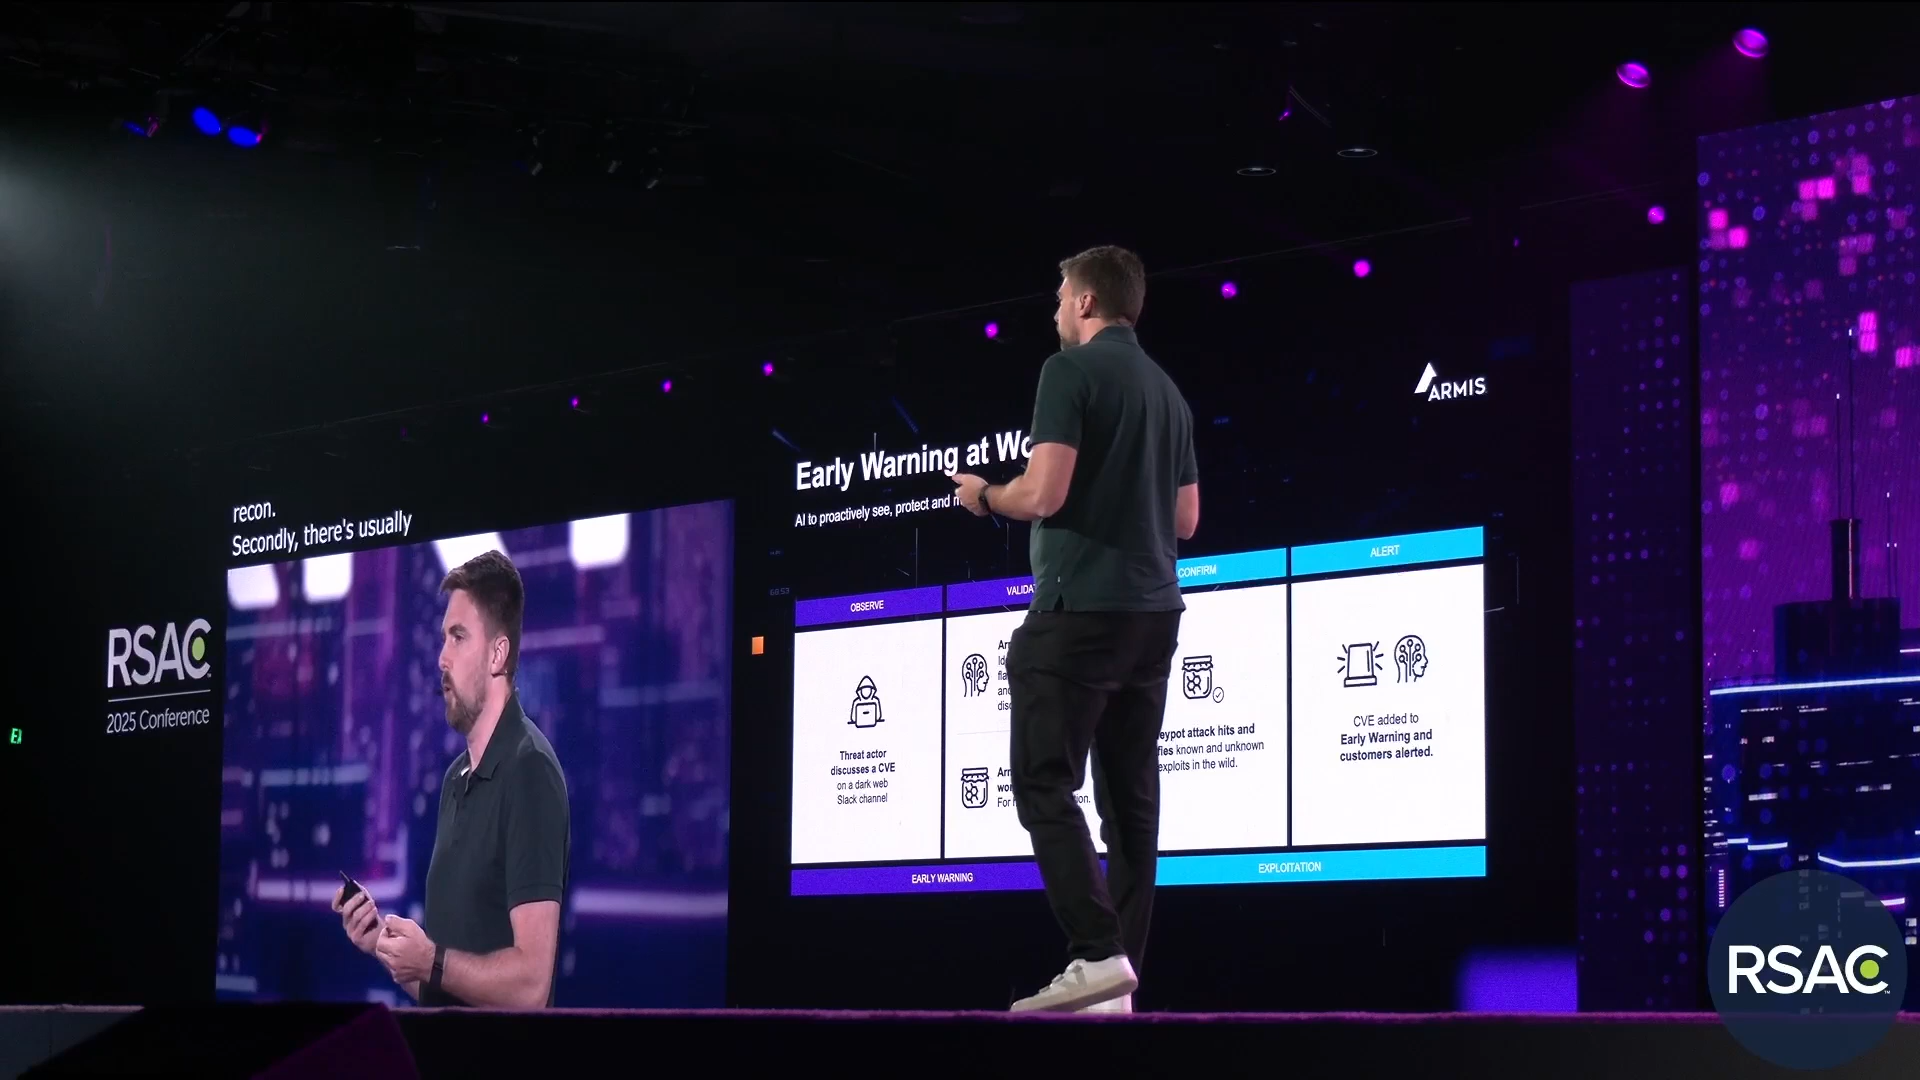 recon.
Secondly, there's usually
RSAC
2025 Conference
ARMIS
Early Warning at
AI to proactively see, protect and
OBSERVE
Threat actor
discusses a CVE
on a dark web
Slack channel
CONFIRM
attack hits and
known and unknown
exploits in the wild.
ALERT
CVE added to
Early Warning and
customers alerted.
EARLY WARNING
EXPLOITATION
RSAC